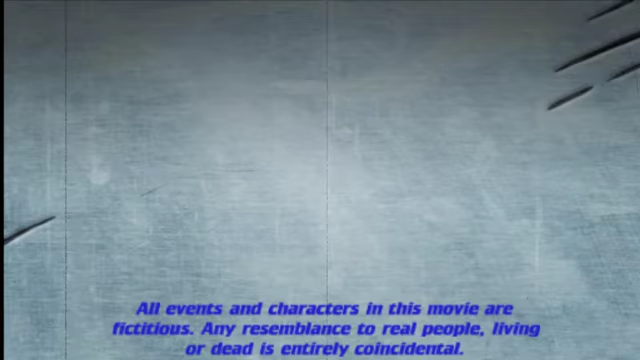 All events and characters in this movie are
fictitious. Any resemblance to real people, living
or dead is entirely coincidental.